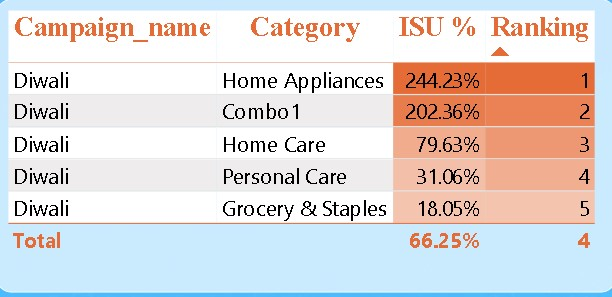 Campaign_name Category ISU % Ranking
Diwali Home Appliances 244.23% 1
Diwali Combo1 202.36% 2
Diwali Home Care 79.63% 3
Diwali Personal Care 31.06% 4
Diwali Grocery & Staples 18.05% 5
Total 66.25% 4